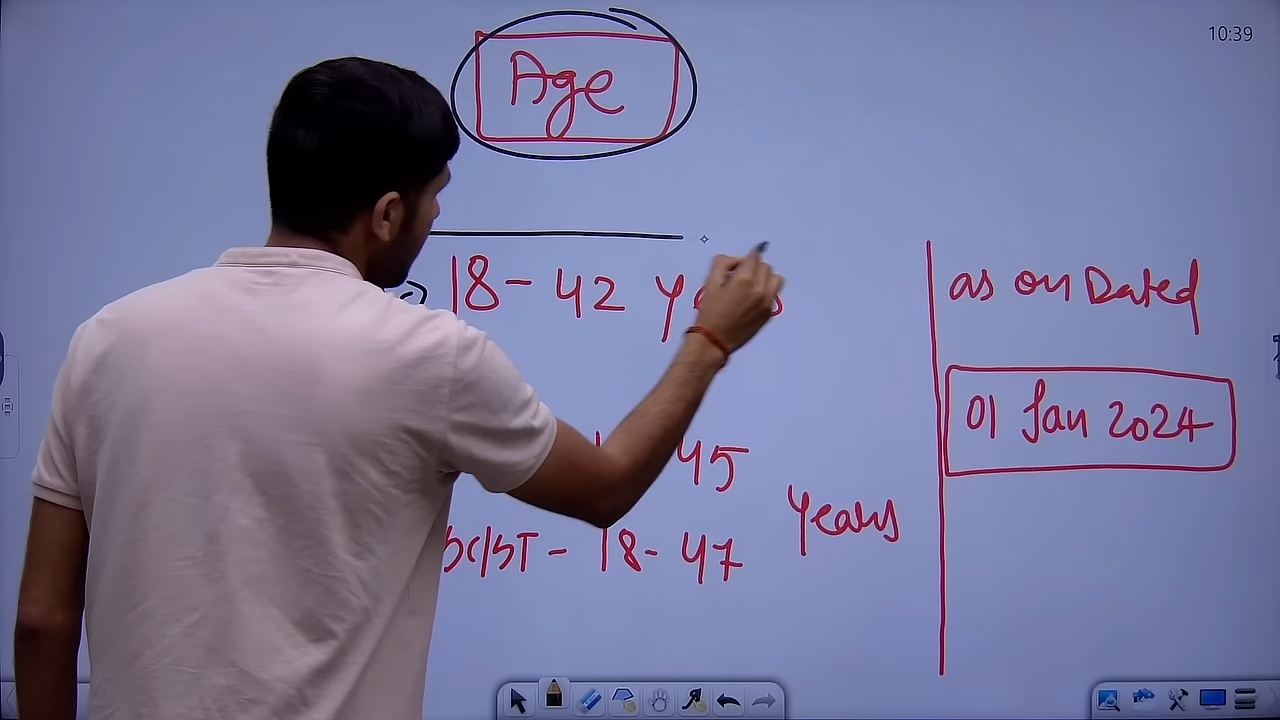 10:39
Age
18- 42 Years
as on Dated
01 Jan 2024
45
Years
SC/ST - 18- 47